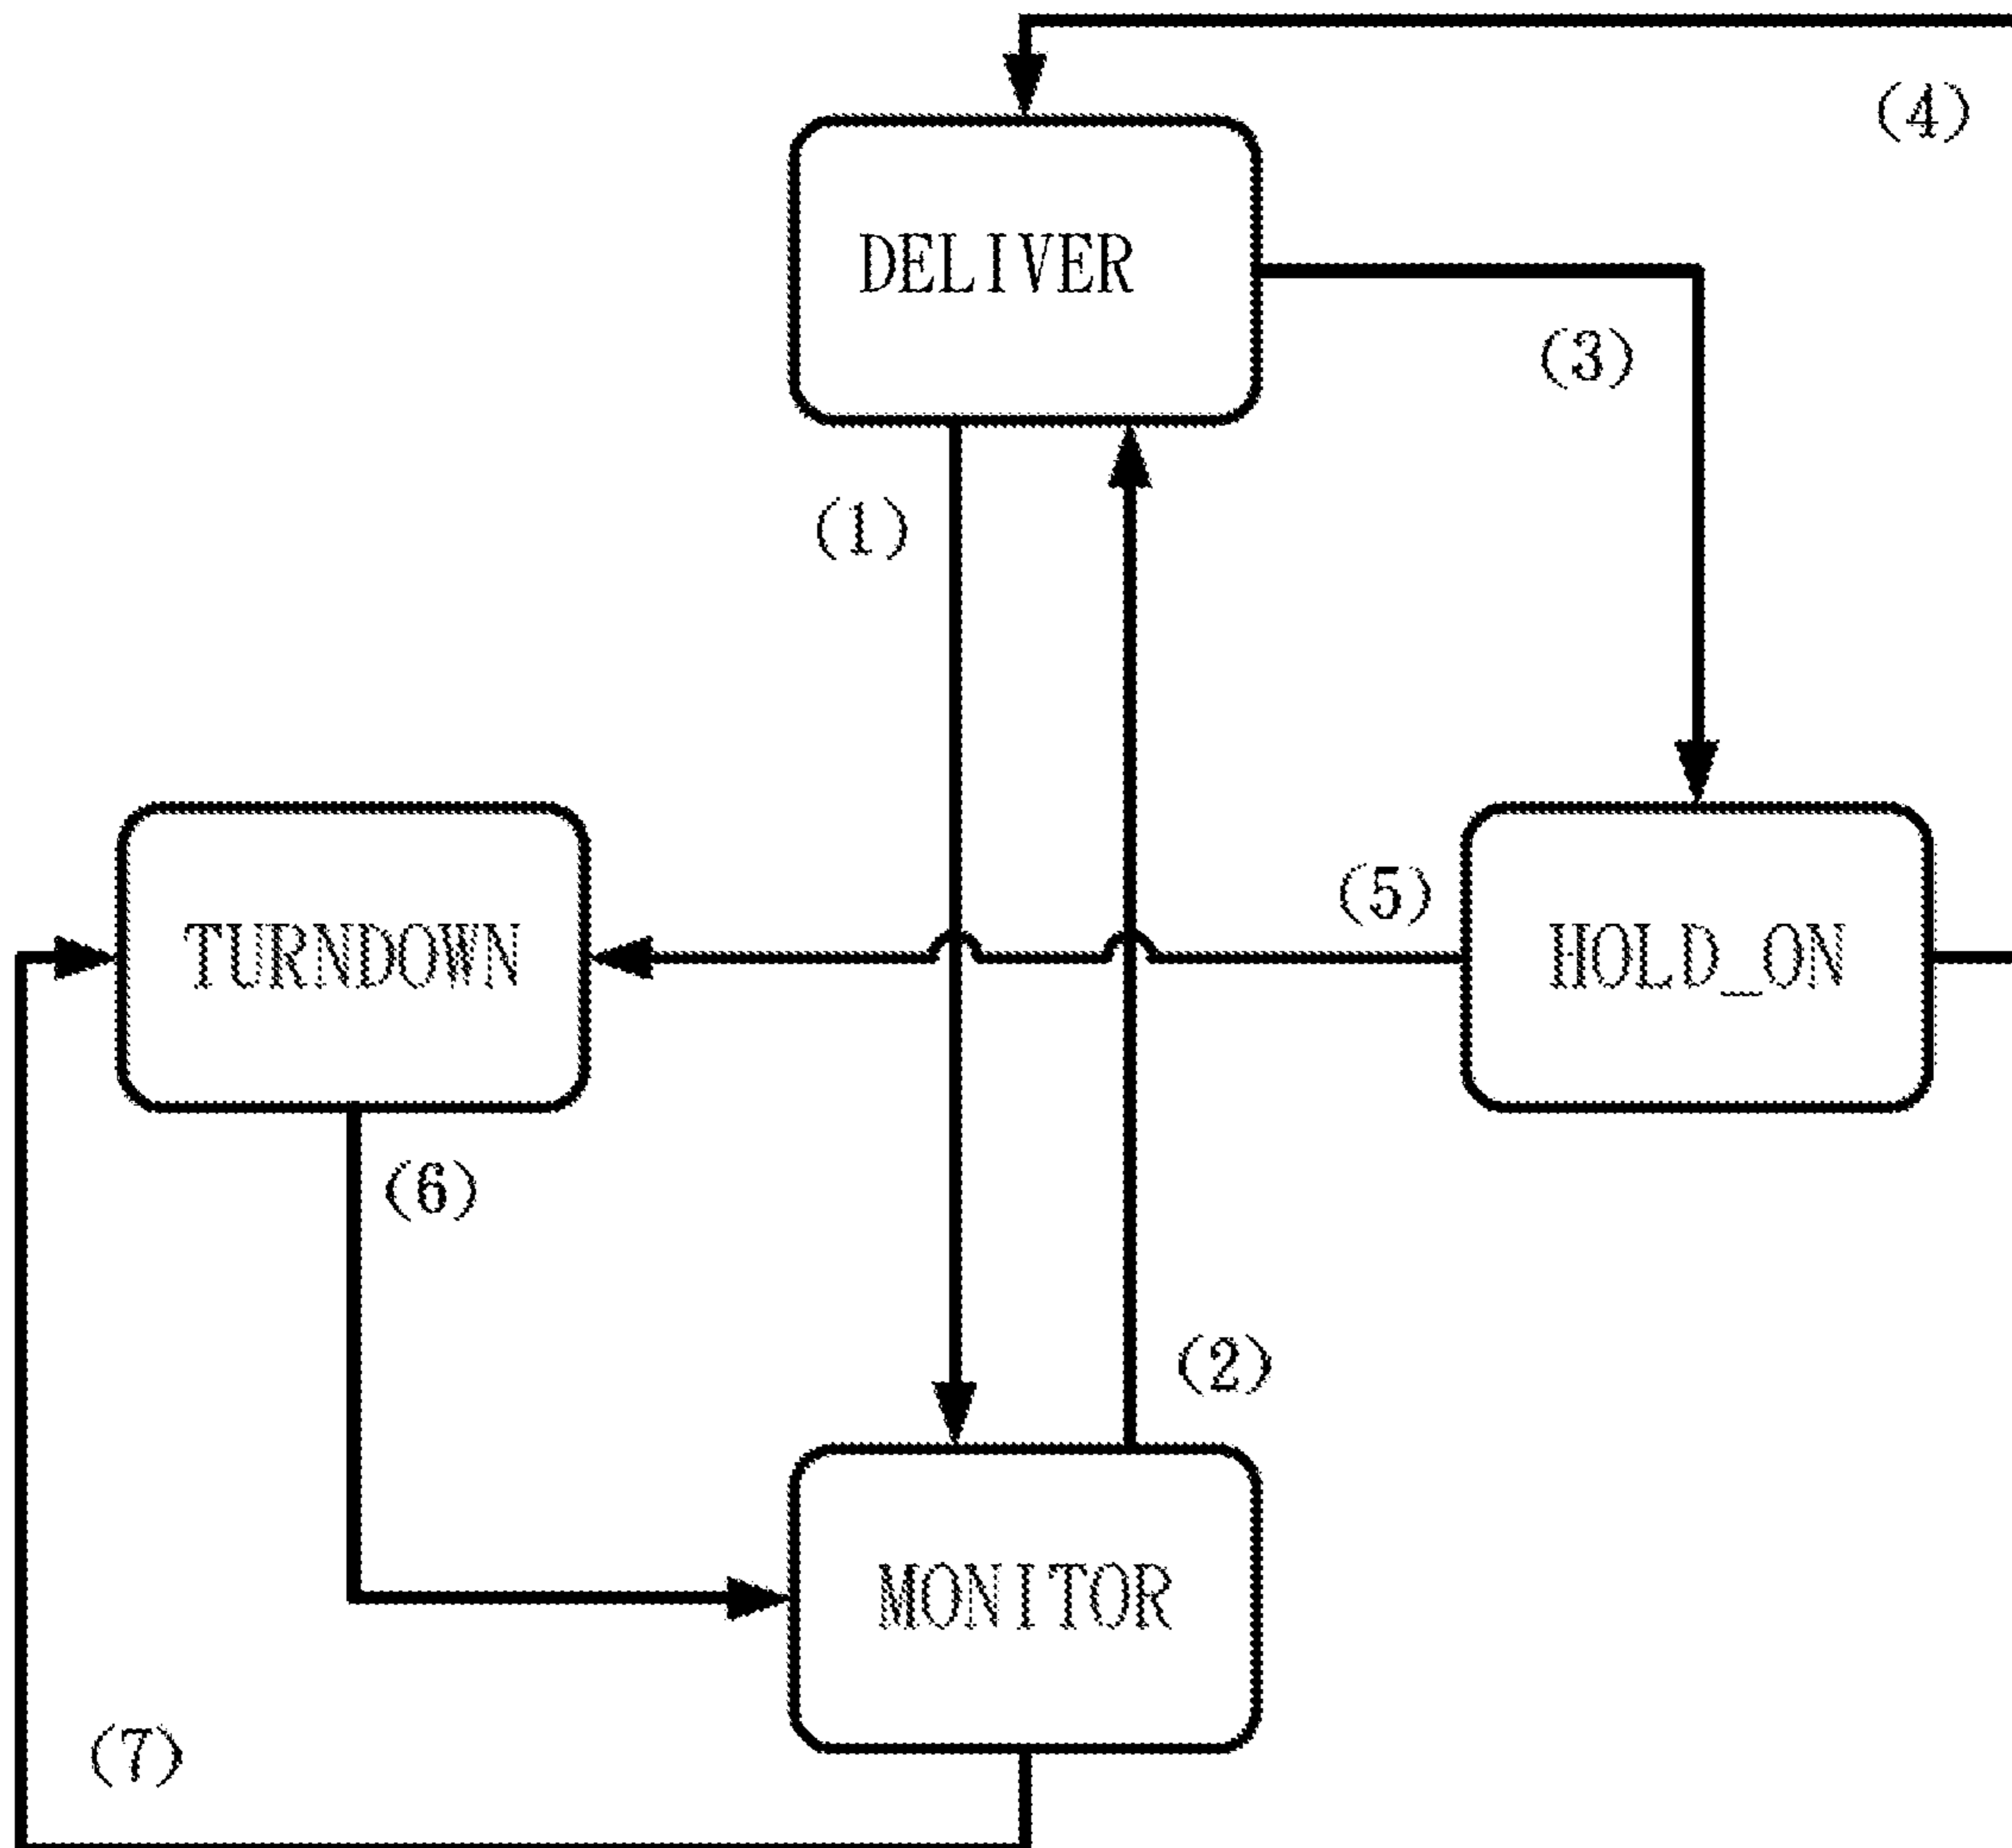 (4)
DELIVER
(3)
(1)
(5)
TURNDOWN
HOLD_ON
(6)
(2)
MONITOR
(7)